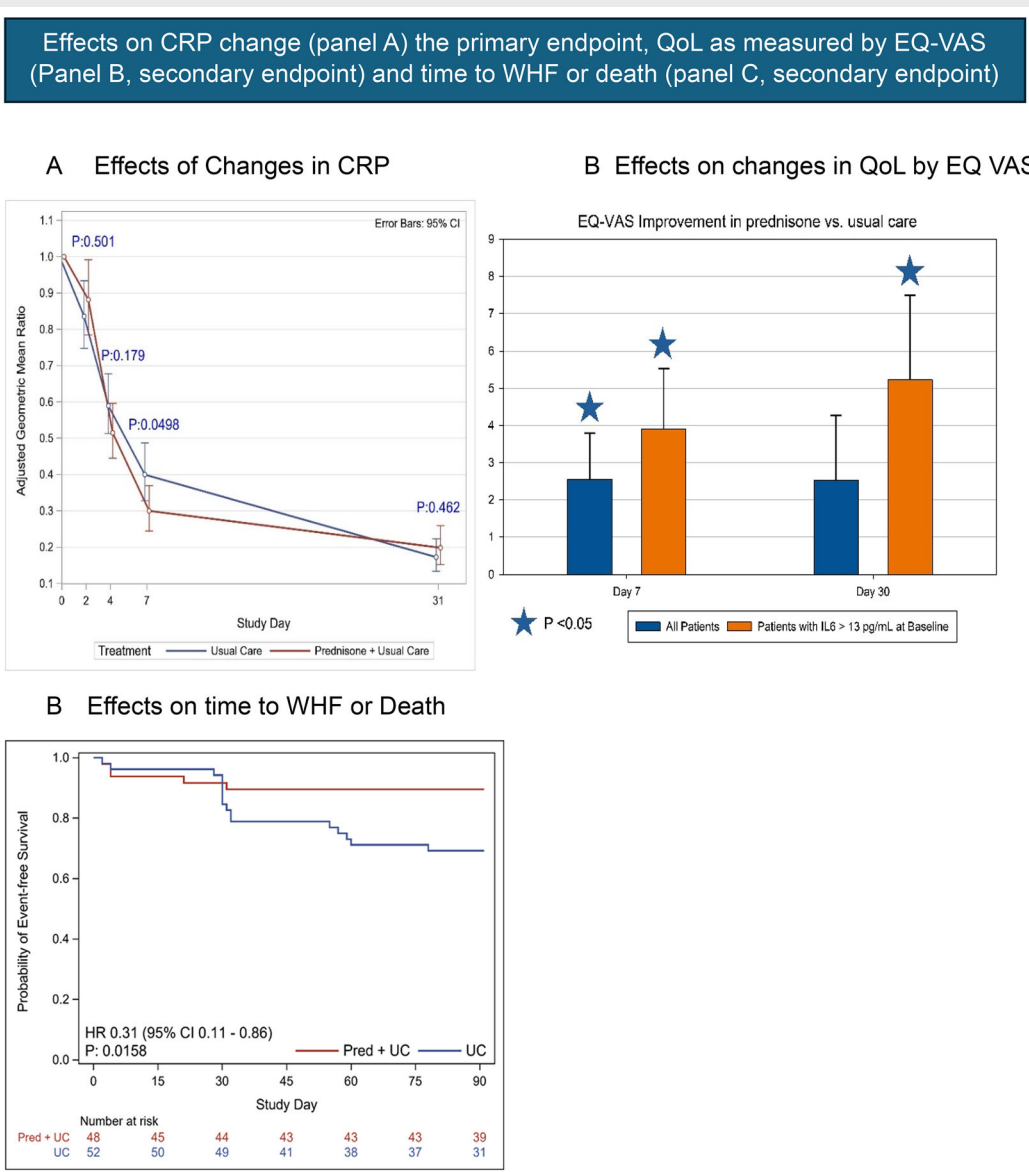 Effects on CRP change (panel A) the primary endpoint, QoL as measured by EQ-VAS
(Panel B, secondary endpoint) and time to WHF or death (panel C, secondary endpoint)
A Effects of Changes in CRP
Error Bars: 95% CI
P:0.501
P:0.179
P:0.0498
P:0.462
Adjusted Geometric Mean Ratio
1.1
1.0
0.9
0.8
0.7
0.6
0.5
0.4
0.3
0.2
0.1
0 2 4 7 31
Study Day
Treatment Usual Care Prednisone + Usual Care
B Effects on changes in QoL by EQ VAS
EQ-VAS Improvement in prednisone vs. usual care
9
8
7
6
5
4
3
2
1
0
Day 7 Day 30
P <0.05
All Patients Patients with IL6 > 13 pg/mL at Baseline
B Effects on time to WHF or Death
Probability of Event-free Survival
1.0
0.8
0.6
0.4
0.2
0.0
HR 0.31 (95% CI 0.11 - 0.86)
P: 0.0158
Pred + UC UC
0 15 30 45 60 75 90
Study Day
Number at risk
Pred + UC 48 45 44 43 43 43 39
UC 52 50 49 41 38 37 31